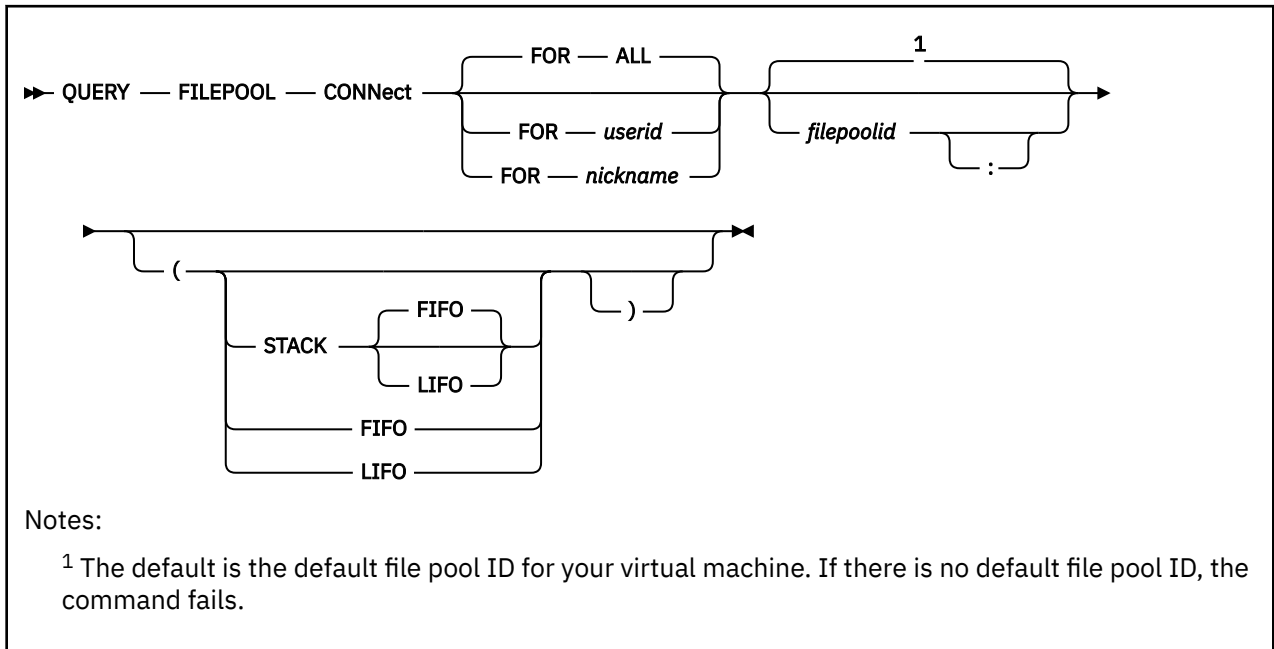 FOR ALL 1
QUERY FILEPOOL CONNect
FOR userid filepoolid
:
FOR nickname
(
FIFO
)
STACK
LIFO
FIFO
LIFO
Notes:
1 The default is the default file pool ID for your virtual machine. If there is no default file pool ID, the
command fails.